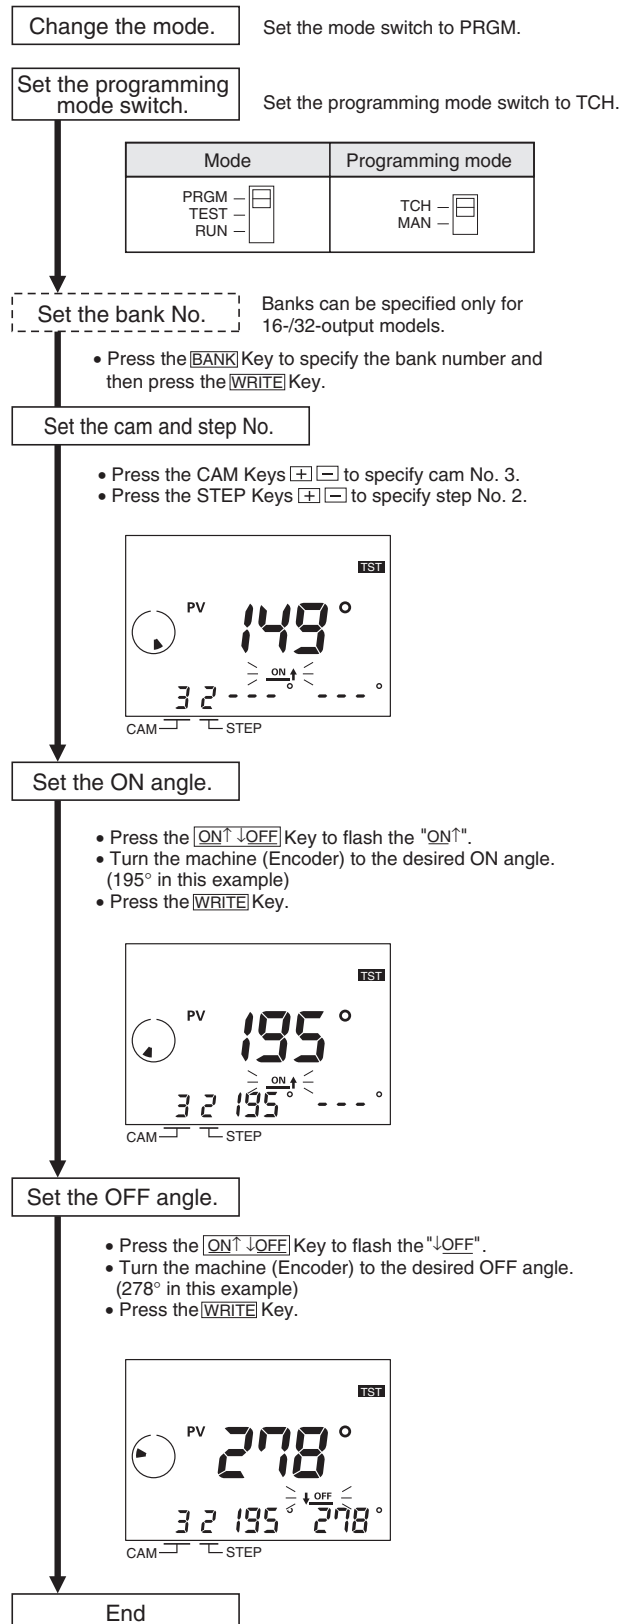 Change the mode.
Set the mode switch to PRGM.
Set the programming
mode switch.
Set the programming mode switch to TCH.
Mode
Programming mode
PRGM
TEST
RUN
TCH
MAN
Set the bank No.
Banks can be specified only for
16-/32-output models.
• Press the BANK Key to specify the bank number and
then press the WRITE Key.
Set the cam and step No.
• Press the CAM Keys + − to specify cam No. 3.
• Press the STEP Keys + − to specify step No. 2.
TST
PV 149°
ON↑
3 2 ---° ---°
CAM STEP
Set the ON angle.
• Press the ON↑ ↓OFF Key to flash the "ON↑".
• Turn the machine (Encoder) to the desired ON angle.
(195° in this example)
• Press the WRITE Key.
TST
PV 195°
ON↑
3 2 195° ---°
CAM STEP
Set the OFF angle.
• Press the ON↑ ↓OFF Key to flash the "↓OFF".
• Turn the machine (Encoder) to the desired OFF angle.
(278° in this example)
• Press the WRITE Key.
TST
PV 278°
↓OFF
3 2 195° 278°
CAM STEP
End